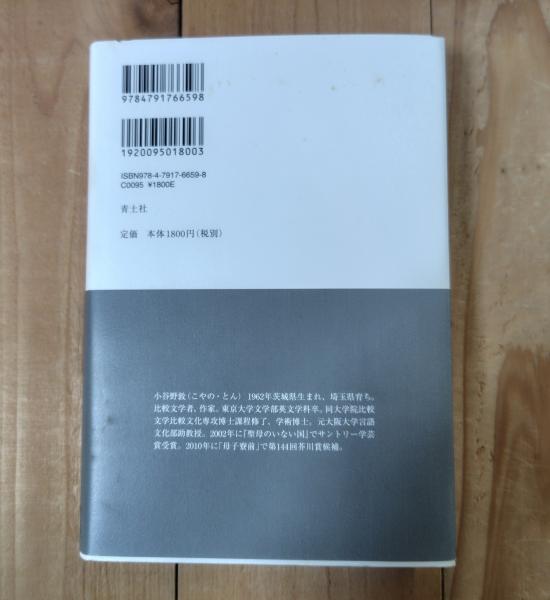 9784791766598
1920095018003
ISBN978-4-7917-6659-8
C0095 ¥1800E
青土社
定価 本体1800円(税別)
小谷野敦(こやの・とん) 1962年茨城県生まれ、埼玉県育ち。
比較文学者、作家。東京大学文学部英文学科卒。同大学院比較
文学比較文化専攻博士課程修了、学術博士。元大阪大学言語
文化部助教授。2002年に『聖母のいない国』でサントリー学芸
賞受賞。2010年に「母子寮前」で第144回芥川賞候補。